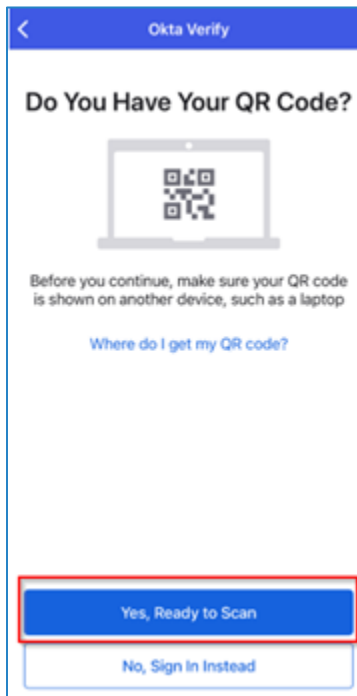 Okta Verify
Do You Have Your QR Code?
Before you continue, make sure your QR code
is shown on another device, such as a laptop
Where do I get my QR code?
Yes, Ready to Scan
No, Sign In Instead